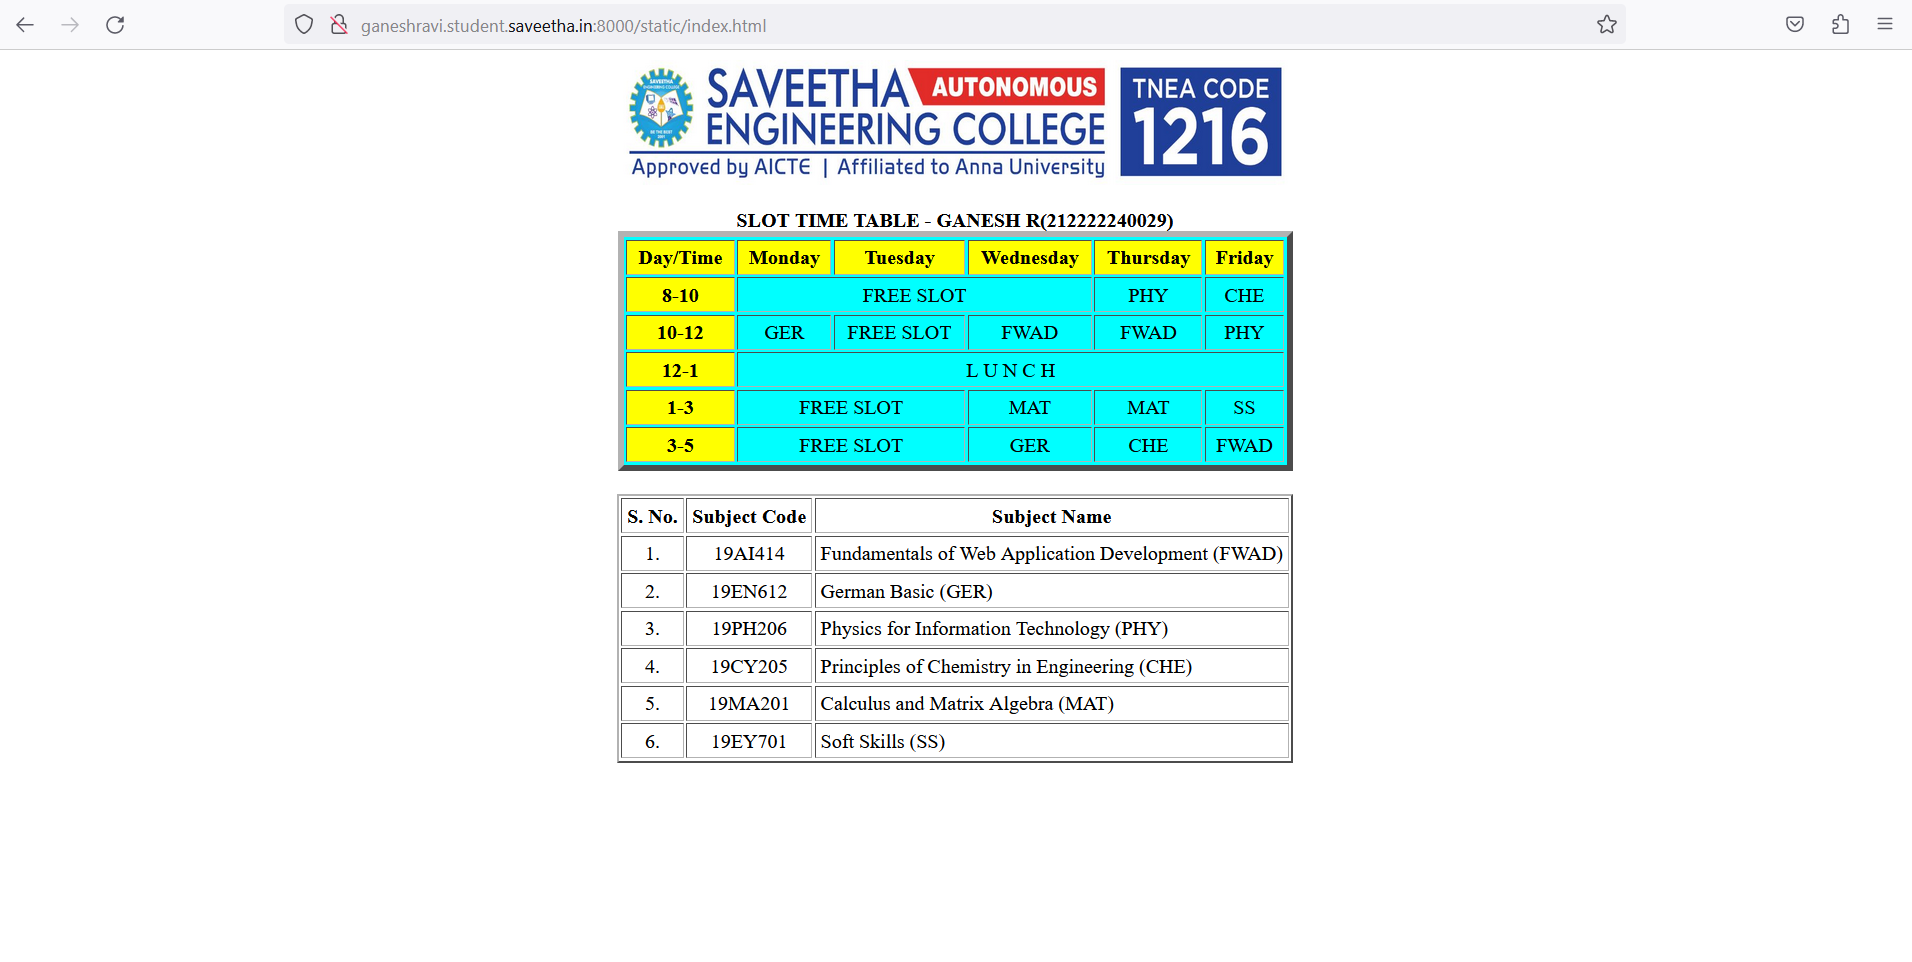 ganeshravi.student.saveetha.in:8000/static/index.html
SAVEETHA AUTONOMOUS
ENGINEERING COLLEGE
Approved by AICTE | Affiliated to Anna University
TNEA CODE
1216
SLOT TIME TABLE - GANESH R(212222240029)
Day/Time Monday Tuesday Wednesday Thursday Friday
8-10 FREE SLOT PHY CHE
10-12 GER FREE SLOT FWAD FWAD PHY
12-1 L U N C H
1-3 FREE SLOT MAT MAT SS
3-5 FREE SLOT GER CHE FWAD
S. No. Subject Code Subject Name
1. 19AI414 Fundamentals of Web Application Development (FWAD)
2. 19EN612 German Basic (GER)
3. 19PH206 Physics for Information Technology (PHY)
4. 19CY205 Principles of Chemistry in Engineering (CHE)
5. 19MA201 Calculus and Matrix Algebra (MAT)
6. 19EY701 Soft Skills (SS)